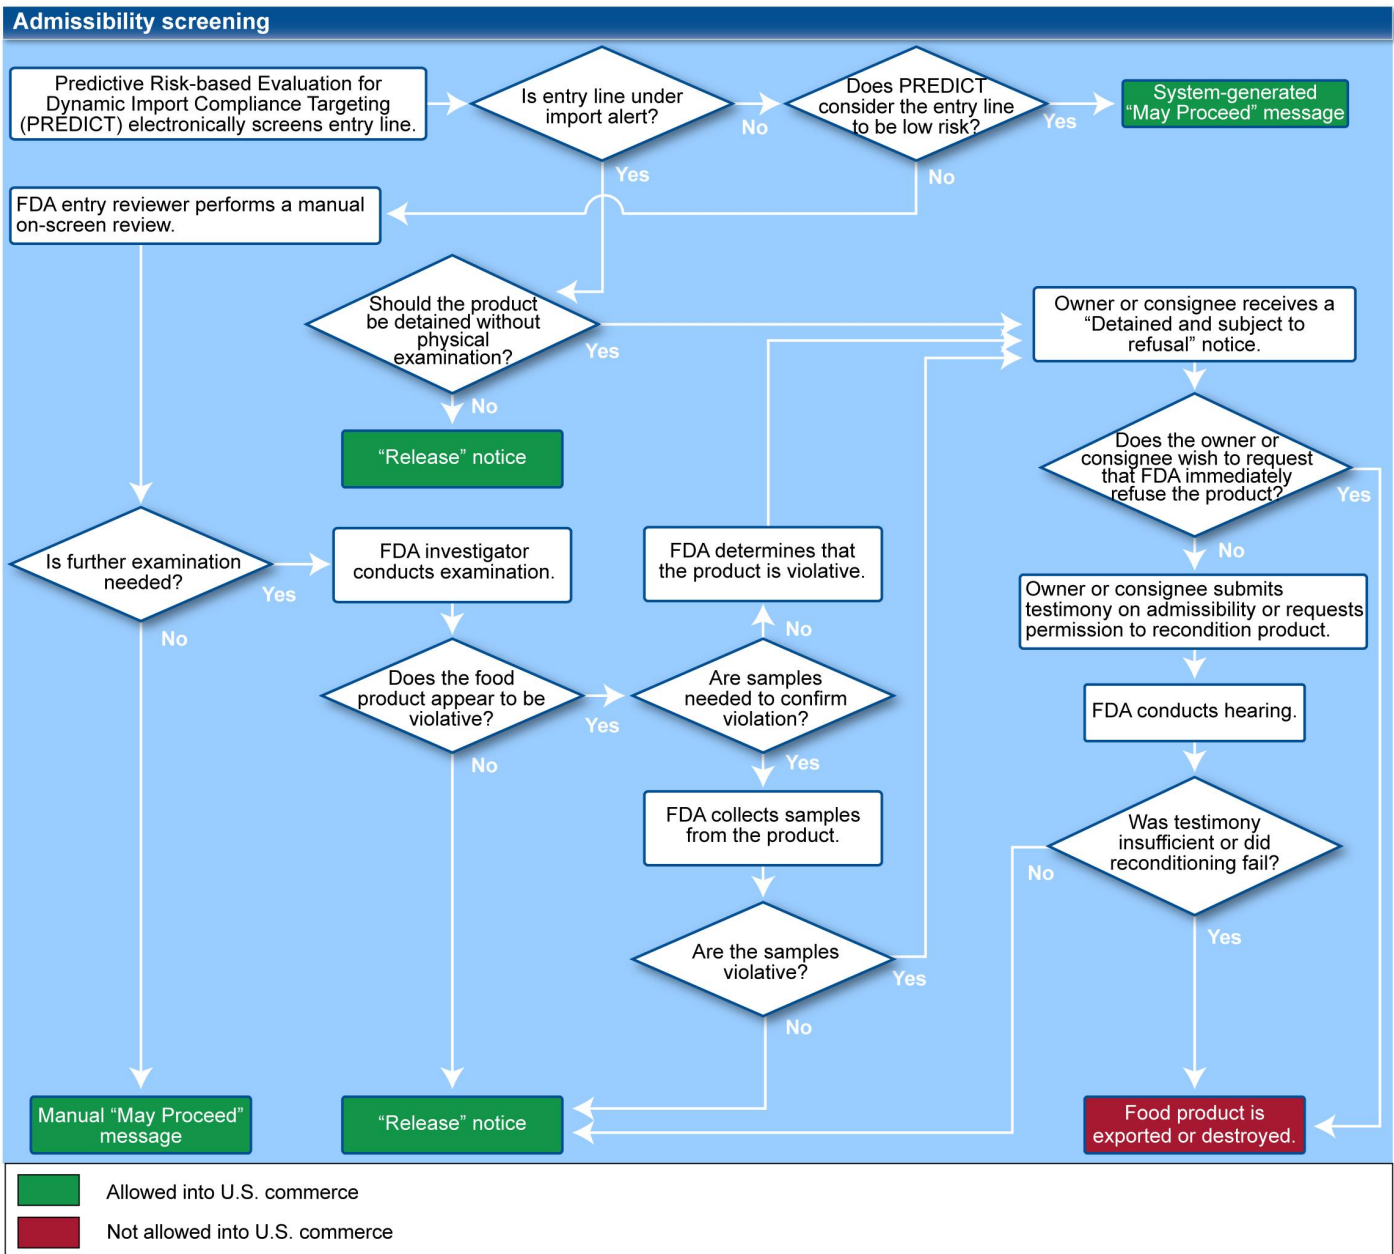 Admissibility screening
Predictive Risk-based Evaluation for
Dynamic Import Compliance Targeting
(PREDICT) electronically screens entry line.
Is entry line under
import alert?
No
Yes
Does PREDICT
consider the entry line
to be low risk?
Yes
No
System-generated
“May Proceed” message
FDA entry reviewer performs a manual
on-screen review.
Should the product
be detained without
physical
examination?
Yes
No
“Release” notice
Owner or consignee receives a
“Detained and subject to
refusal” notice.
Does the owner or
consignee wish to request
that FDA immediately
refuse the product?
Yes
No
Is further examination
needed?
Yes
No
FDA investigator
conducts examination.
FDA determines that
the product is violative.
No
Owner or consignee submits
testimony on admissibility or requests
permission to recondition product.
Does the food
product appear to be
violative?
Yes
No
Are samples
needed to confirm
violation?
Yes
FDA conducts hearing.
FDA collects samples
from the product.
Was testimony
insufficient or did
reconditioning fail?
No
Yes
Are the samples
violative?
Yes
No
Manual “May Proceed”
message
“Release” notice
Food product is
exported or destroyed.
Allowed into U.S. commerce
Not allowed into U.S. commerce